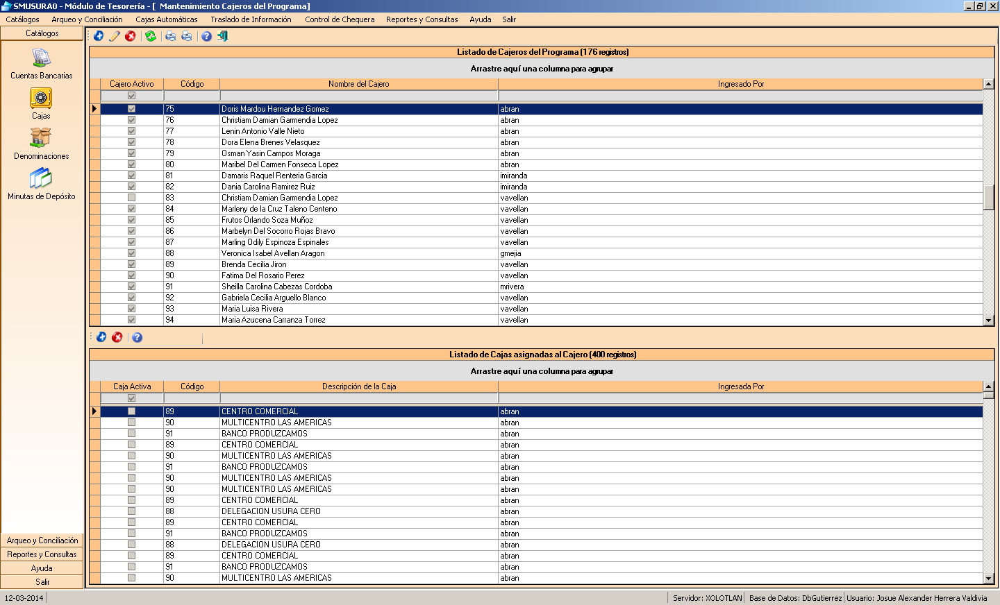 SMUSURA0 - Módulo de Tesorería - [  Mantenimiento Cajeros del Programa]
Catálogos Arqueo y Conciliación Cajas Automáticas Traslado de Información Control de Chequera Reportes y Consultas Ayuda Salir
Catálogos
Cuentas Bancarias
Cajas
Denominaciones
Minutas de Depósito
Arqueo y Conciliación
Reportes y Consultas
Ayuda
Salir
Listado de Cajeros del Programa (176 registros)
Arrastre aquí una columna para agrupar
Cajero Activo Código Nombre del Cajero Ingresado Por
75 Doris Mardou Hernandez Gomez abran
76 Christiam Damian Garmendia Lopez abran
77 Lenin Antonio Valle Nieto abran
78 Dora Elena Brenes Velasquez abran
79 Osman Yasin Campos Moraga abran
80 Maribel Del Carmen Fonseca Lopez abran
81 Damaris Raquel Renteria Garcia imiranda
82 Dania Carolina Ramirez Ruiz imiranda
83 Christiam Damian Garmendia Lopez vavellan
84 Marleny de la Cruz Taleno Centeno vavellan
85 Frutos Orlando Soza Muñoz vavellan
86 Marbelyn Del Socorro Rojas Bravo vavellan
87 Marling Odily Espinoza Espinales vavellan
88 Veronica Isabel Avellan Aragon gmejia
89 Brenda Cecilia Jiron vavellan
90 Fatima Del Rosario Perez vavellan
91 Sheilla Carolina Cabezas Cordoba mrivera
92 Gabriela Cecilia Arguello Blanco vavellan
93 Maria Luisa Rivera vavellan
94 Maria Azucena Carranza Torrez vavellan
Listado de Cajas asignadas al Cajero (400 registros)
Arrastre aquí una columna para agrupar
Caja Activa Código Descripción de la Caja Ingresada Por
89 CENTRO COMERCIAL abran
90 MULTICENTRO LAS AMERICAS abran
91 BANCO PRODUZCAMOS abran
89 CENTRO COMERCIAL abran
90 MULTICENTRO LAS AMERICAS abran
91 BANCO PRODUZCAMOS abran
90 MULTICENTRO LAS AMERICAS abran
90 MULTICENTRO LAS AMERICAS abran
89 CENTRO COMERCIAL abran
88 DELEGACION USURA CERO abran
89 CENTRO COMERCIAL abran
91 BANCO PRODUZCAMOS abran
88 DELEGACION USURA CERO abran
89 CENTRO COMERCIAL abran
91 BANCO PRODUZCAMOS abran
90 MULTICENTRO LAS AMERICAS abran
12-03-2014 Servidor: XOLOTLAN Base de Datos: DbGutierrez Usuario: Josue Alexander Herrera Valdivia